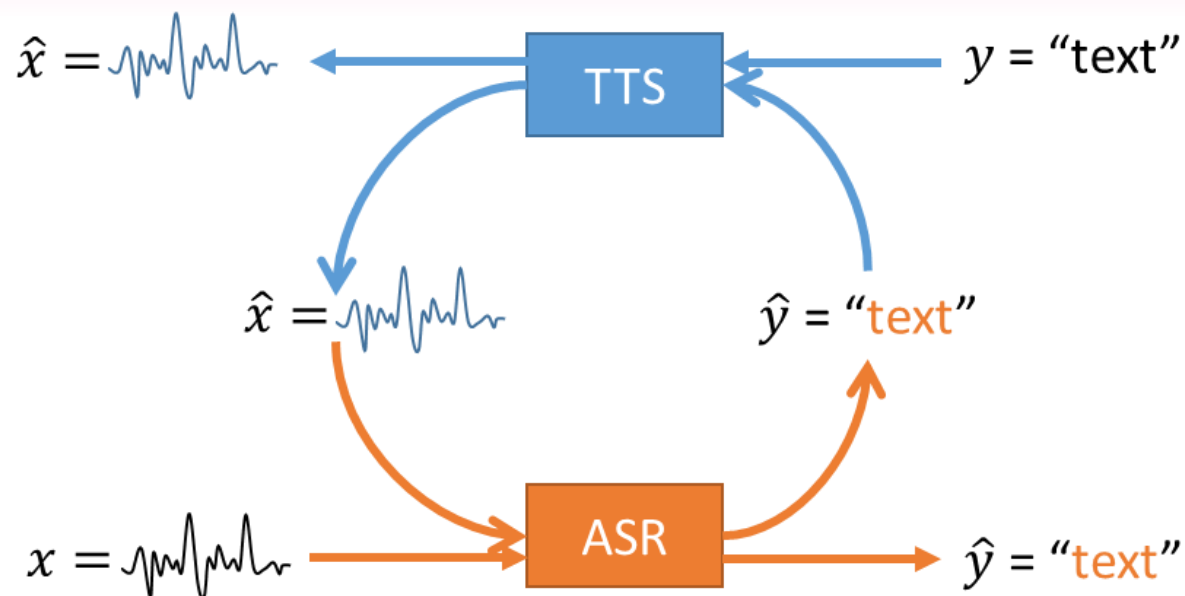 x̂ =
TTS
y = “text”
x̂ =
ŷ = “text”
x =
ASR
ŷ = “text”